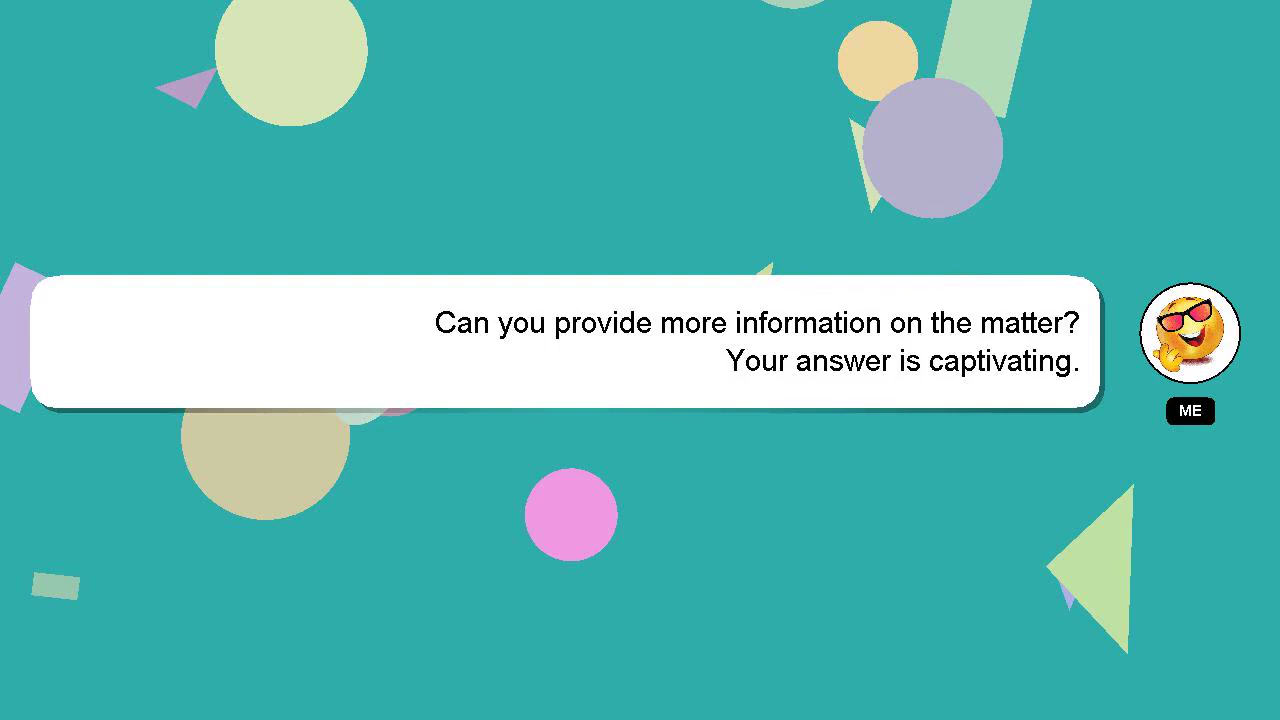 Can you provide more information on the matter?
Your answer is captivating.
ME